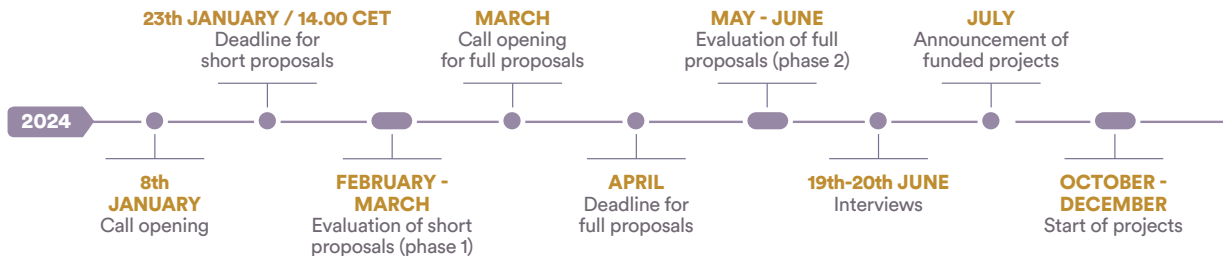 23th JANUARY / 14.00 CET
Deadline for
short proposals
MARCH
Call opening
for full proposals
MAY - JUNE
Evaluation of full
proposals (phase 2)
JULY
Announcement of
funded projects
2024
8th
JANUARY
Call opening
FEBRUARY -
MARCH
Evaluation of short
proposals (phase 1)
APRIL
Deadline for
full proposals
19th-20th JUNE
Interviews
OCTOBER -
DECEMBER
Start of projects